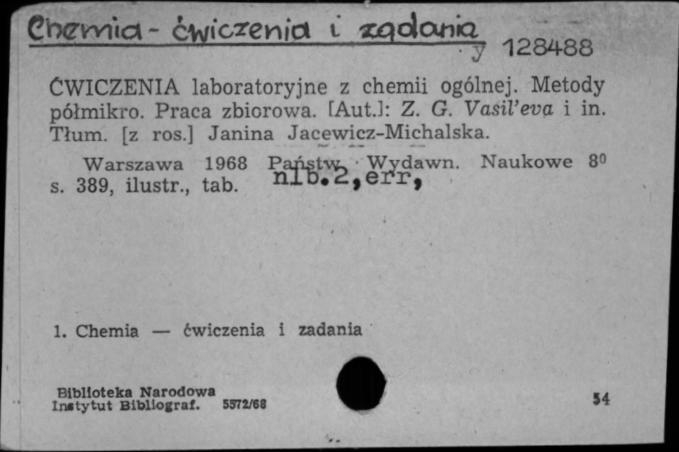 Chemia - ćwiczenia i zadania
y 128488
ĆWICZENIA laboratoryjne z chemii ogólnej. Metody
półmikro. Praca zbiorowa. [Aut.]: Z. G. Vasil'eva i in.
Tłum. [z ros.] Janina Jacewicz-Michalska.
Warszawa 1968 Państw. Wydawn. Naukowe 8⁰
s. 389, ilustr., tab. nlb.2,err,
1. Chemia — ćwiczenia i zadania
Biblioteka Narodowa
Instytut Bibliograf. 5572/68
54